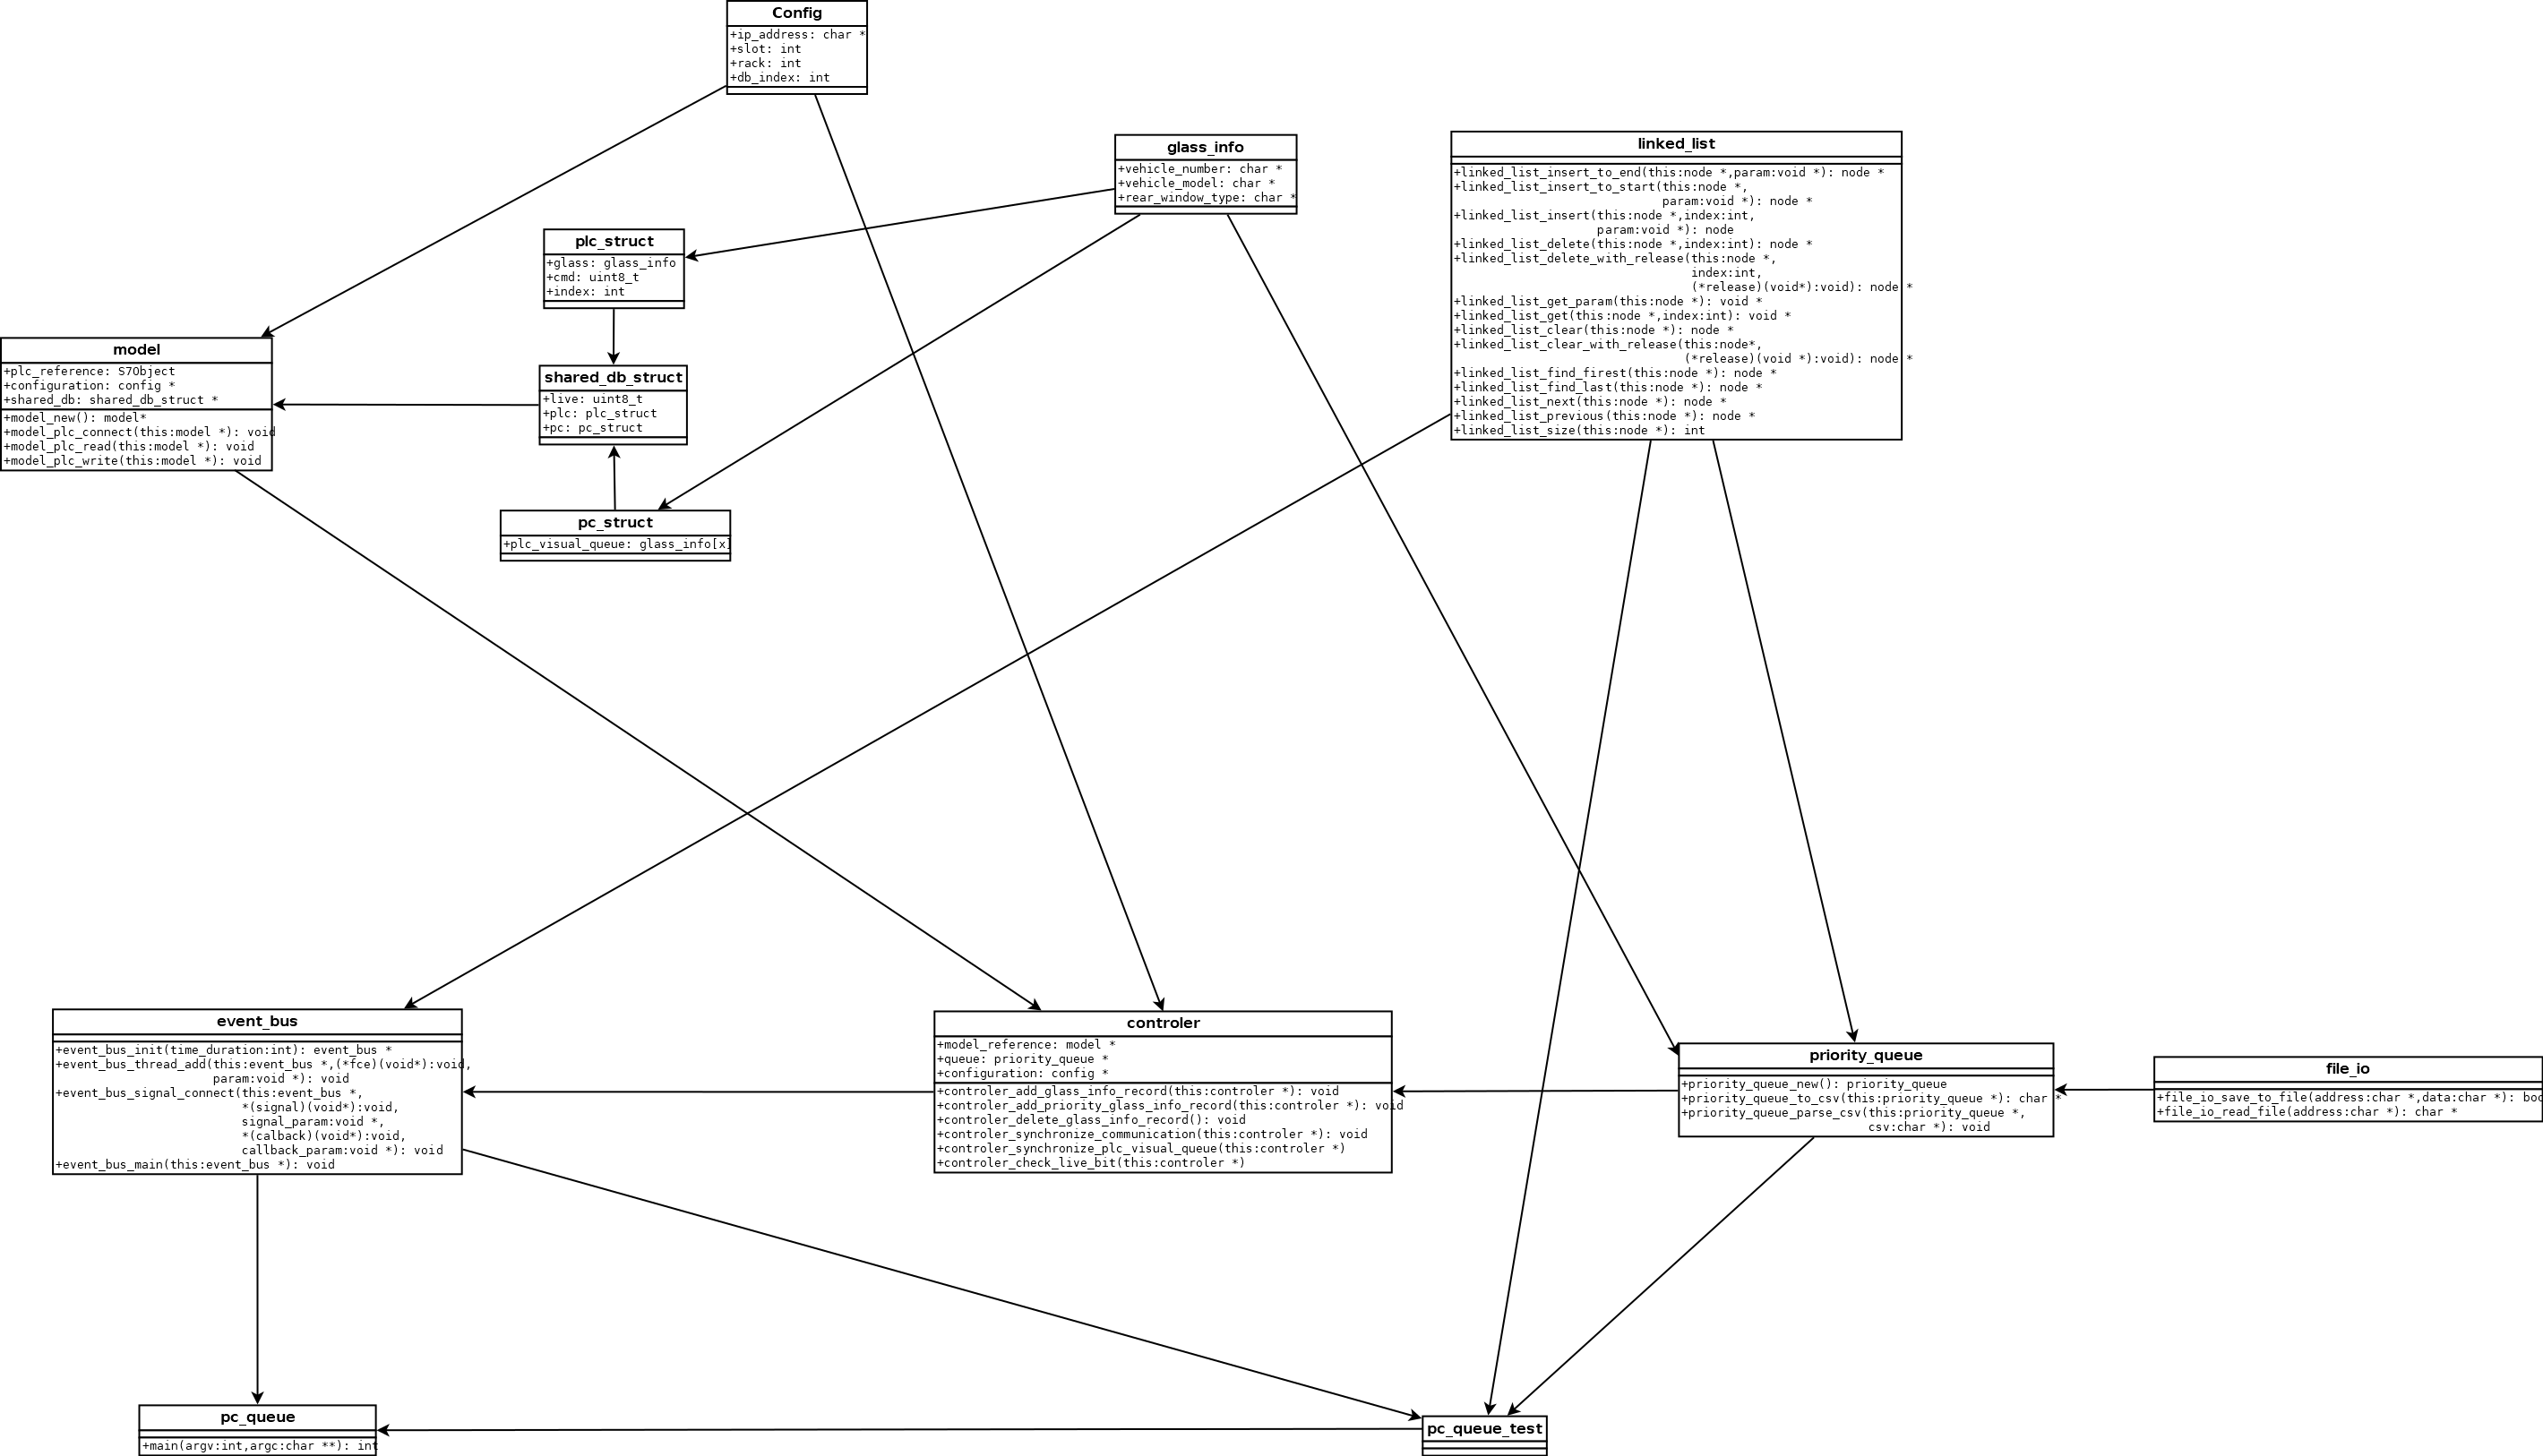 Config
+ip_address: char *
+slot: int
+rack: int
+db_index: int
glass_info
+vehicle_number: char *
+vehicle_model: char *
+rear_window_type: char *
linked_list
+linked_list_insert_to_end(this:node *,param:void *): node *
+linked_list_insert_to_start(this:node *,
param:void *): node *
+linked_list_insert(this:node *,index:int,
param:void *): node
+linked_list_delete(this:node *,index:int): node *
+linked_list_delete_with_release(this:node *,
index:int,
(*release)(void*):void): node *
+linked_list_get_param(this:node *): void *
+linked_list_get(this:node *,index:int): void *
+linked_list_clear(this:node *): node *
+linked_list_clear_with_release(this:node*,
(*release)(void *):void): node *
+linked_list_find_firest(this:node *): node *
+linked_list_find_last(this:node *): node *
+linked_list_next(this:node *): node *
+linked_list_previous(this:node *): node *
+linked_list_size(this:node *): int
plc_struct
+glass: glass_info
+cmd: uint8_t
+index: int
model
+plc_reference: S7Object
+configuration: config *
+shared_db: shared_db_struct *
+model_new(): model*
+model_plc_connect(this:model *): void
+model_plc_read(this:model *): void
+model_plc_write(this:model *): void
shared_db_struct
+live: uint8_t
+plc: plc_struct
+pc: pc_struct
pc_struct
+plc_visual_queue: glass_info[x]
event_bus
+event_bus_init(time_duration:int): event_bus *
+event_bus_thread_add(this:event_bus *,(*fce)(void*):void,
param:void *): void
+event_bus_signal_connect(this:event_bus *,
*(signal)(void*):void,
signal_param:void *,
*(calback)(void*):void,
callback_param:void *): void
+event_bus_main(this:event_bus *): void
controler
+model_reference: model *
+queue: priority_queue *
+configuration: config *
+controler_add_glass_info_record(this:controler *): void
+controler_add_priority_glass_info_record(this:controler *): void
+controler_delete_glass_info_record(): void
+controler_synchronize_communication(this:controler *): void
+controler_synchronize_plc_visual_queue(this:controler *)
+controler_check_live_bit(this:controler *)
priority_queue
+priority_queue_new(): priority_queue
+priority_queue_to_csv(this:priority_queue *): char *
+priority_queue_parse_csv(this:priority_queue *,
csv:char *): void
file_io
+file_io_save_to_file(address:char *,data:char *): boo
+file_io_read_file(address:char *): char *
pc_queue
+main(argv:int,argc:char **): int
pc_queue_test